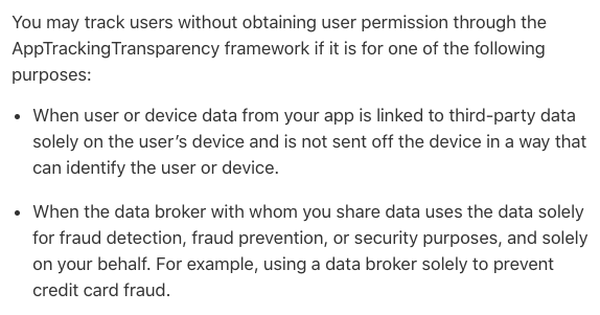 You may track users without obtaining user permission through the
AppTrackingTransparency framework if it is for one of the following
purposes:
• When user or device data from your app is linked to third-party data
solely on the user’s device and is not sent off the device in a way that
can identify the user or device.
• When the data broker with whom you share data uses the data solely
for fraud detection, fraud prevention, or security purposes, and solely
on your behalf. For example, using a data broker solely to prevent
credit card fraud.